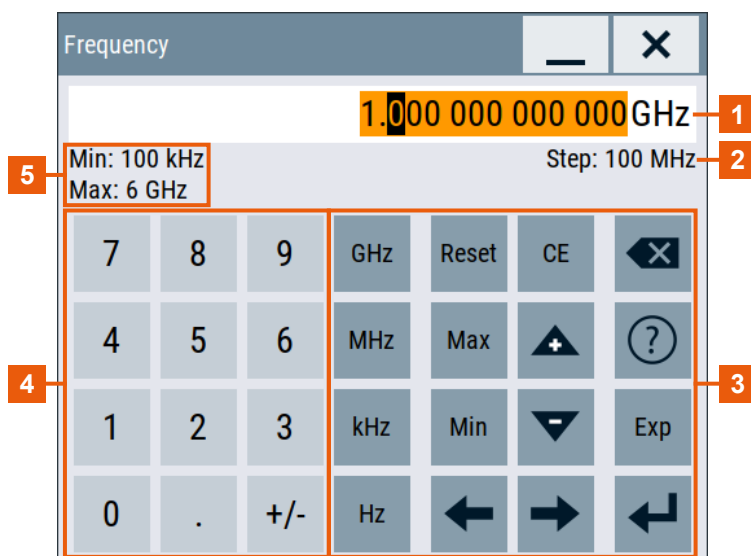 Frequency
1.000 000 000 000 GHz
1
Min: 100 kHz
Step: 100 MHz
2
5
Max: 6 GHz
7 8 9 GHz Reset CE
4 5 6 MHz Max + ?
4
3
1 2 3 kHz Min - Exp
0 . +/- Hz